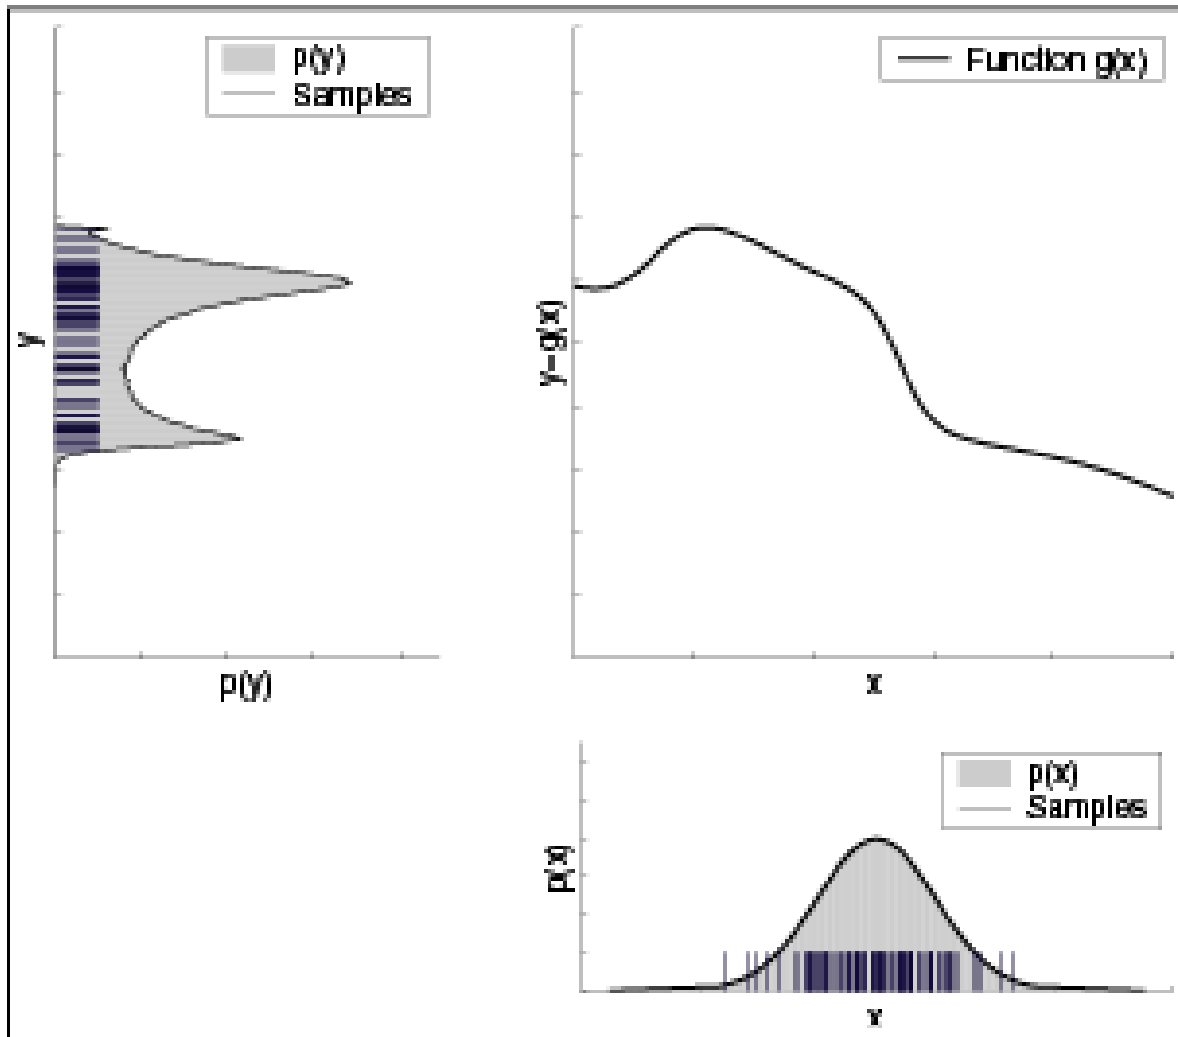 p(y)
Samples
Function g(x)
y
y=g(x)
p(y)
x
p(x)
Samples
p(x)
x